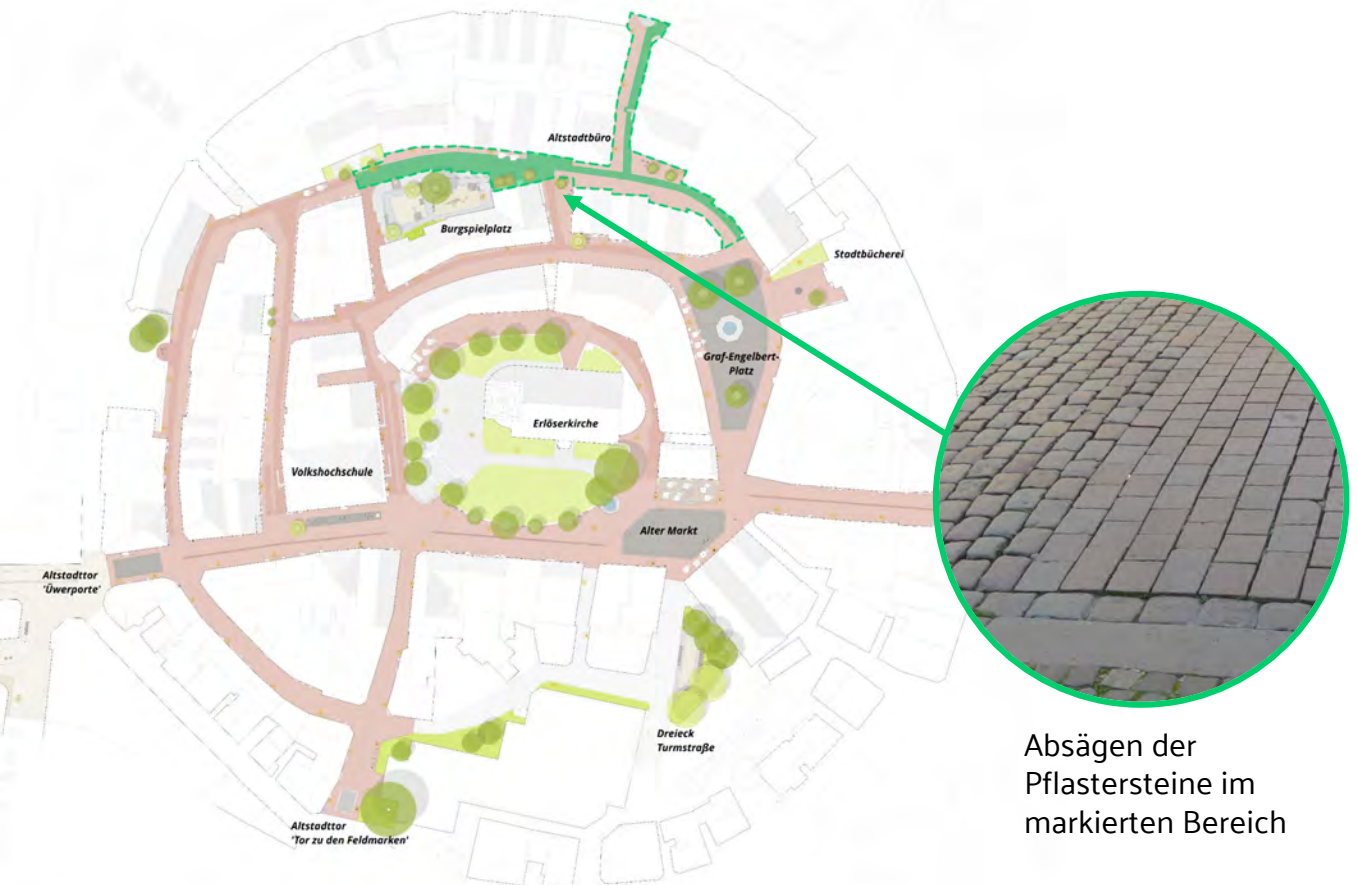 Altstadtbüro
Burgspielplatz
Stadtbücherei
Graf-Engelbert-
Platz
Erlöserkirche
Volkshochschule
Alter Markt
Altstadttor
'Üwerporte'
Dreieck
Turmstraße
Altstadttor
'Tor zu den Feldmarken'
Absägen der
Pflastersteine im
markierten Bereich